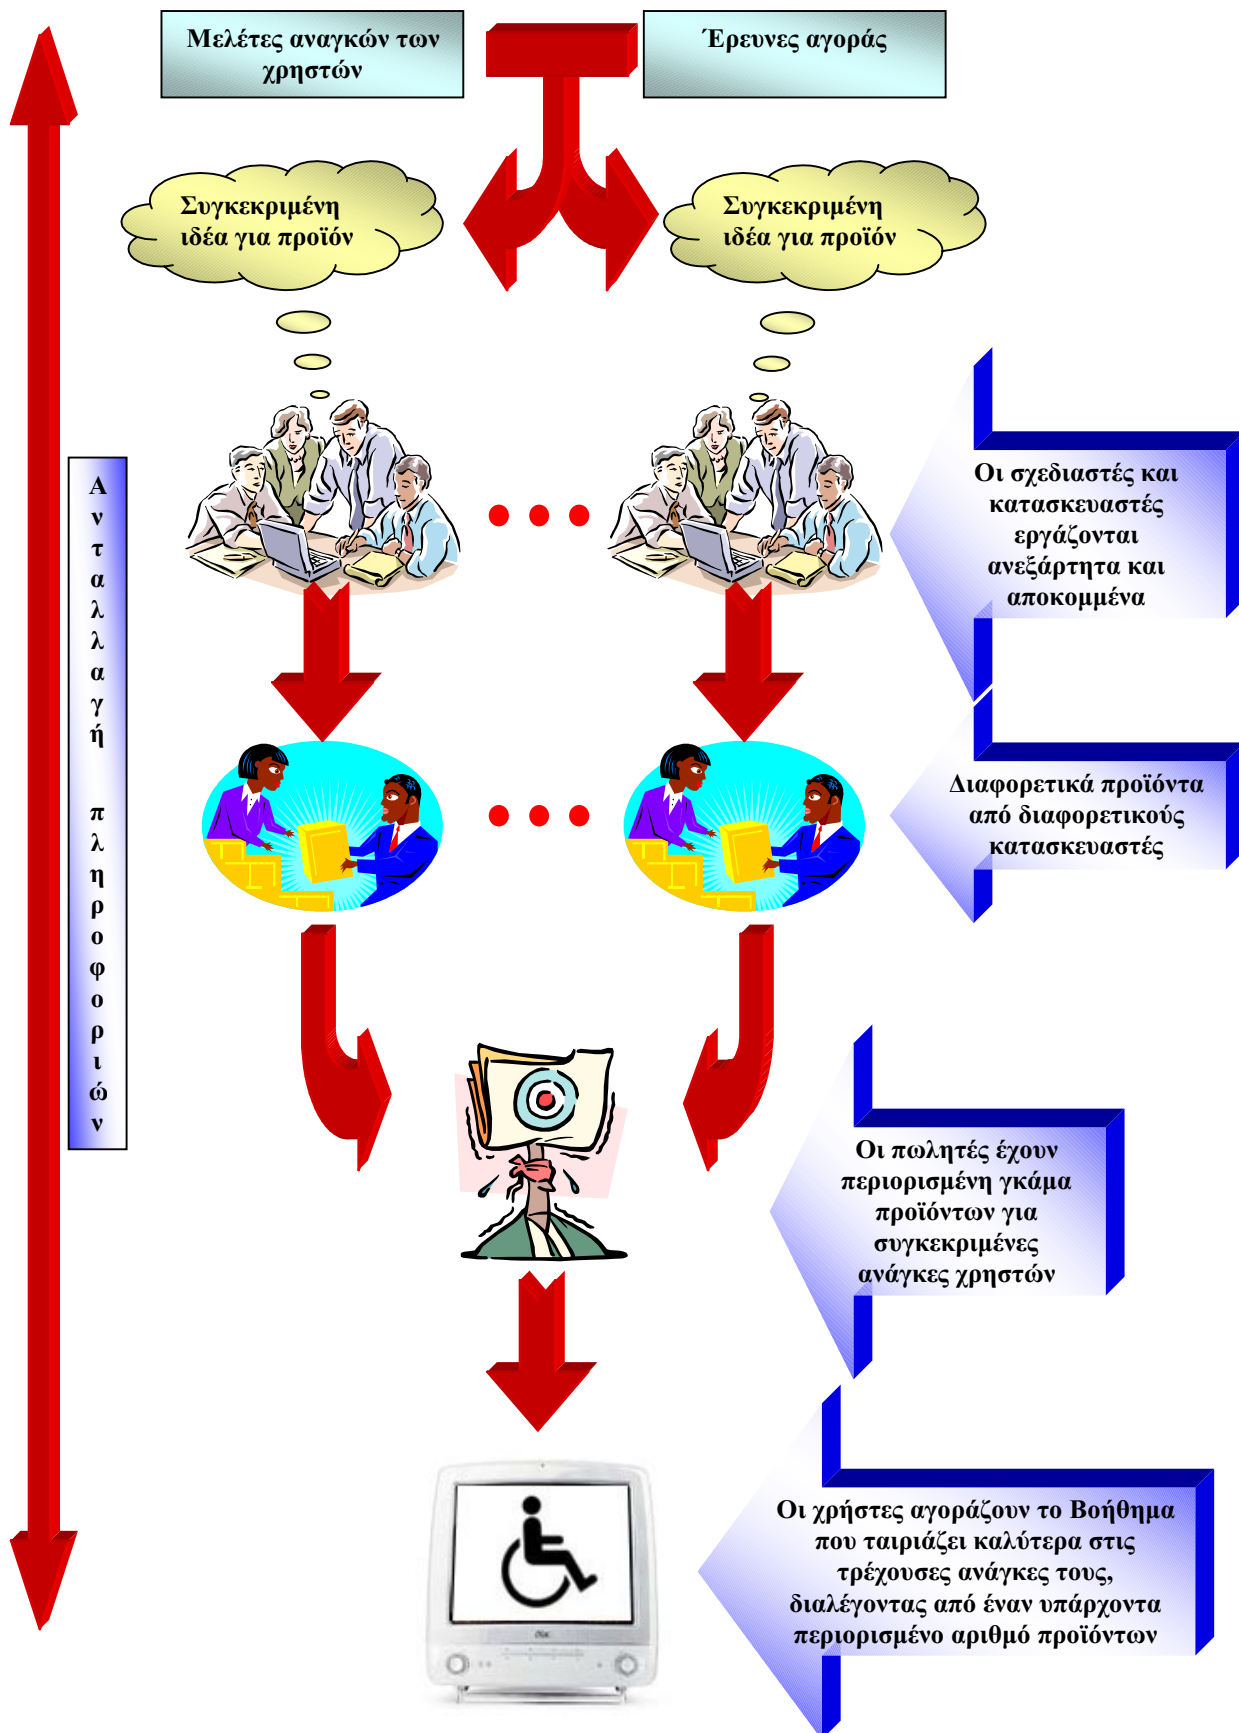 Μελέτες αναγκών των
χρηστών
Έρευνες αγοράς
Συγκεκριμένη
ιδέα για προϊόν
Συγκεκριμένη
ιδέα για προϊόν
Ανταλλαγή πληροφοριών
Οι σχεδιαστές και
κατασκευαστές
εργάζονται
ανεξάρτητα και
αποκομμένα
Διαφορετικά προϊόντα
από διαφορετικούς
κατασκευαστές
Οι πωλητές έχουν
περιορισμένη γκάμα
προϊόντων για
συγκεκριμένες
ανάγκες χρηστών
Οι χρήστες αγοράζουν το Βοήθημα
που ταιριάζει καλύτερα στις
τρέχουσες ανάγκες τους,
διαλέγοντας από έναν υπάρχοντα
περιορισμένο αριθμό προϊόντων